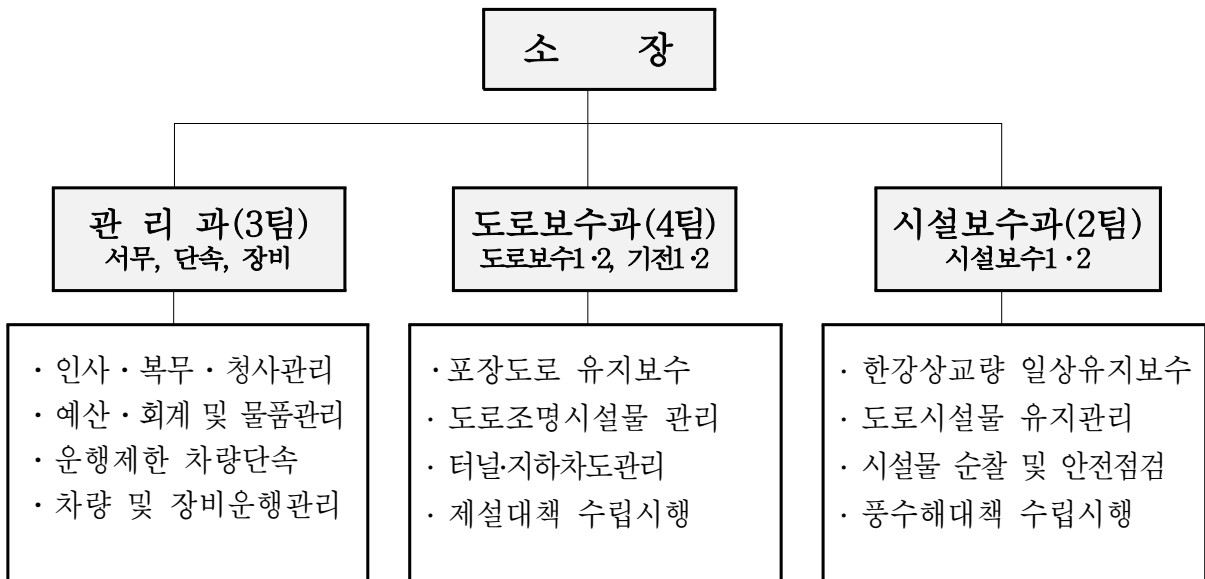 소 장
관 리 과(3팀)
서무, 단속, 장비
도로보수과(4팀)
도로보수1·2, 기전1·2
시설보수과(2팀)
시설보수1·2
· 인사 · 복무 · 청사관리
· 예산 · 회계 및 물품관리
· 운행제한 차량단속
· 차량 및 장비운행관리
· 포장도로 유지보수
· 도로조명시설물 관리
· 터널·지하차도관리
· 제설대책 수립시행
· 한강상교량 일상유지보수
· 도로시설물 유지관리
· 시설물 순찰 및 안전점검
· 풍수해대책 수립시행